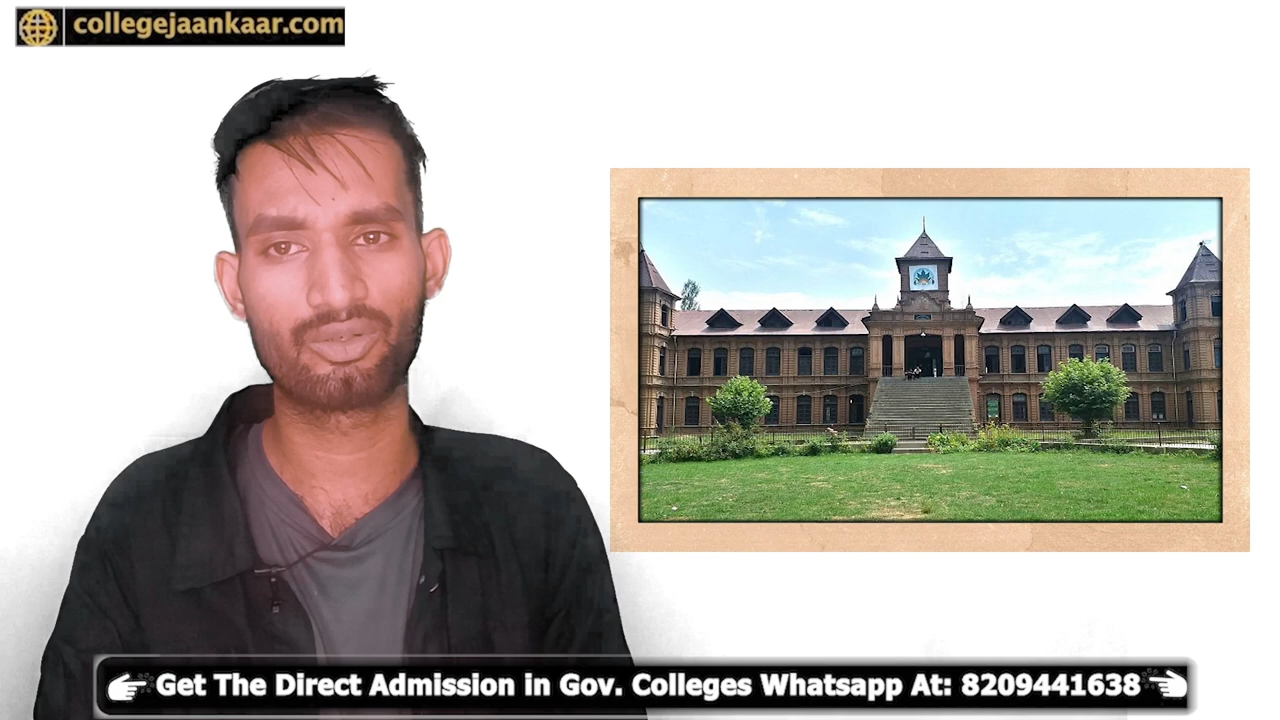 collegejaankaar.com
Get The Direct Admission in Gov. Colleges Whatsapp At: 8209441638